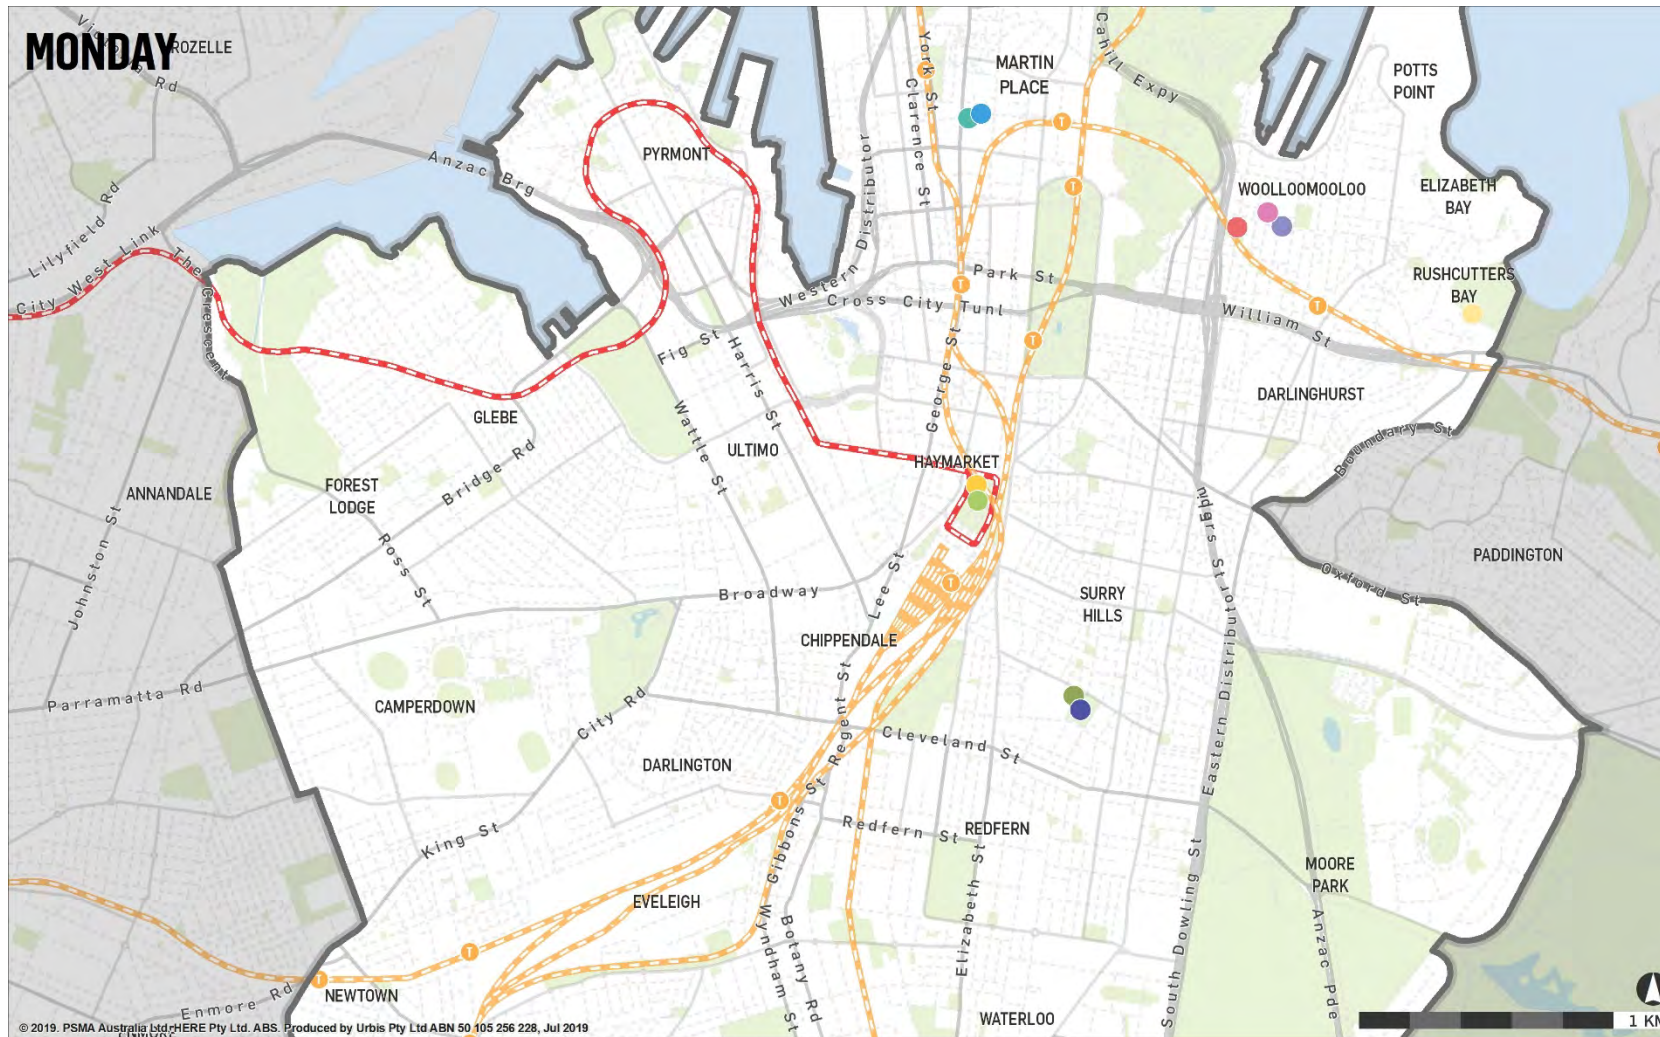 MONDAY
Victoria Rd
ROZELLE
Lilyfield Rd
City West Link
The Crescent
Anzac Brg
PYRMONT
York St
Clarence St
MARTIN
PLACE
Cahill Expy
POTTS
POINT
WOOLLOOMOOLOO
ELIZABETH
BAY
RUSHCUTTERS
BAY
Western Distributor
Park St
Cross City Tunl
William St
Fig St
Harris St
George St
DARLINGHURST
GLEBE
Wattle St
ULTIMO
HAYMARKET
Boundary St
ANNANDALE
FOREST
LODGE
Bridge Rd
Johnston St
Ross St
Broadway
Lee St
SURRY
HILLS
PADDINGTON
Oxford St
CHIPPENDALE
Eastern Distributor
Parramatta Rd
CAMPERDOWN
City Rd
Regent St
Cleveland St
DARLINGTON
King St
Gibbons St
Redfern St
REDFERN
MOORE
PARK
EVELEIGH
Wyndham St
Botany Rd
Elizabeth St
South Dowling St
Anzac Pde
Enmore Rd
NEWTOWN
WATERLOO
T
T
T
T
T
T
T
T
T
T
T
© 2019. PSMA Australia Ltd, HERE Pty Ltd. ABS. Produced by Urbis Pty Ltd ABN 50 105 256 228, Jul 2019
1 KM